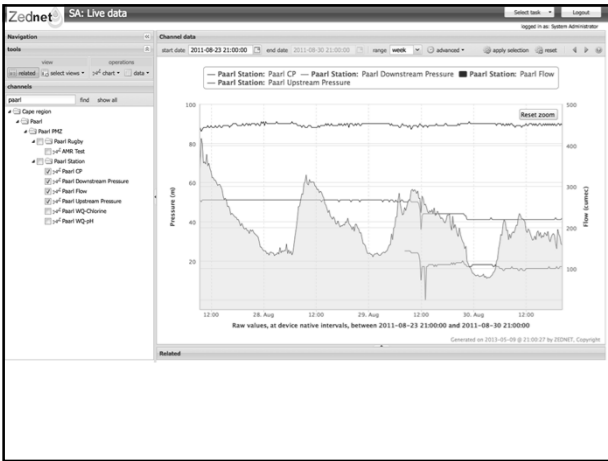 Zednet
SA: Live data
Select task
Logout
logged in as: System Administrator
Navigation
tools
view
operations
related
select views
chart
data
channels
paarl
find
show all
Cape region
Paarl
Paarl PMZ
Paarl Rugby
AMR Test
Paarl Station
Paarl CP
Paarl Downstream Pressure
Paarl Flow
Paarl Upstream Pressure
Paarl WQ-Chlorine
Paarl WQ-pH
Channel data
start date 2011-08-23 21:00:00 end date 2011-08-30 21:00:00 range week advanced apply selection reset
Paarl Station: Paarl CP Paarl Station: Paarl Downstream Pressure Paarl Station: Paarl Flow
Paarl Station: Paarl Upstream Pressure
Reset zoom
Pressure (m)
100
80
60
40
20
500
400
300
200
100
Flow (cumec)
12:00 28. Aug 12:00 29. Aug 12:00 30. Aug 12:00
Raw values, at device native intervals, between 2011-08-23 21:00:00 and 2011-08-30 21:00:00
Generated on 2013-05-09 @ 21:00:27 by ZEDNET, Copyright
Related